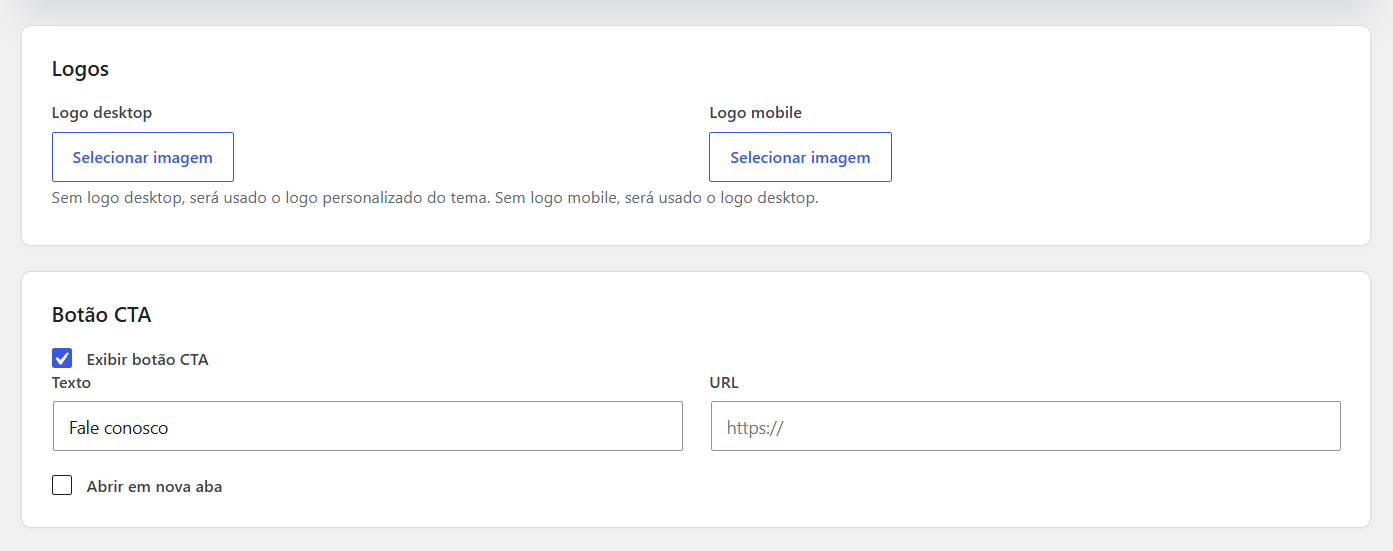 Logos
Logo desktop
Logo mobile
Selecionar imagem
Selecionar imagem
Sem logo desktop, será usado o logo personalizado do tema. Sem logo mobile, será usado o logo desktop.
Botão CTA
Exibir botão CTA
Texto
URL
Fale conosco
https://
Abrir em nova aba